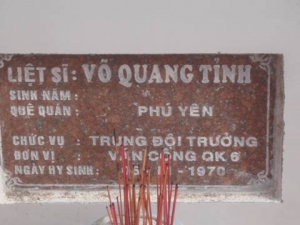 LIỆT SĨ: VÕ QUANG TỈNH
SINH NĂM:
QUÊ QUÁN: PHÚ YÊN
CHỨC VỤ : TRUNG ĐỘI TRƯỞNG
ĐƠN VỊ : VĂN CÔNG QK 6
NGÀY HY SINH: - 1970